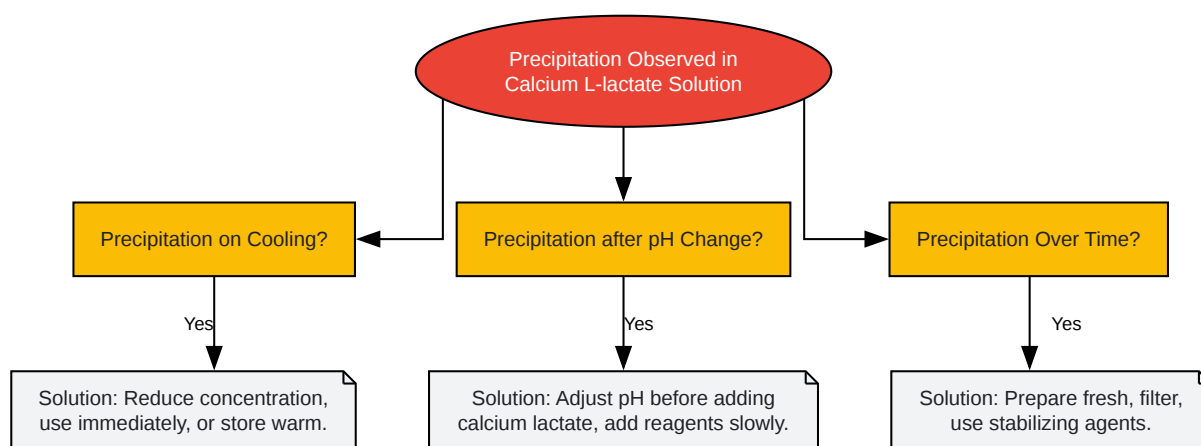 Precipitation Observed in
Calcium L-lactate Solution
Precipitation on Cooling?
Precipitation after pH Change?
Precipitation Over Time?
Yes
Yes
Yes
Solution: Reduce concentration,
use immediately, or store warm.
Solution: Adjust pH before adding
calcium lactate, add reagents slowly.
Solution: Prepare fresh, filter,
use stabilizing agents.